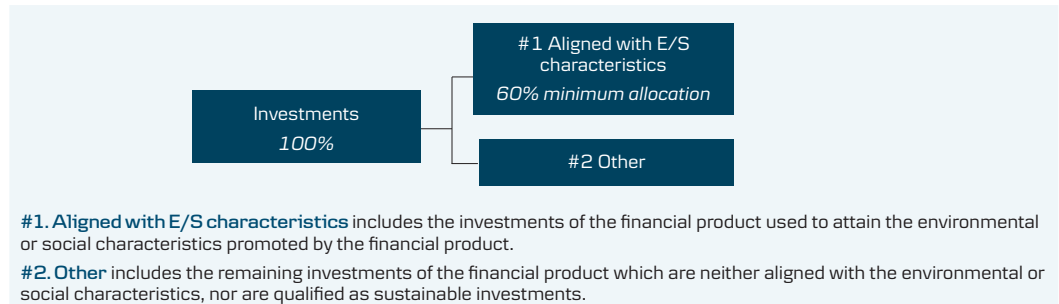 #1 Aligned with E/S
characteristics
60% minimum allocation
Investments
100%
#2 Other
#1. Aligned with E/S characteristics includes the investments of the financial product used to attain the environmental
or social characteristics promoted by the financial product.
#2. Other includes the remaining investments of the financial product which are neither aligned with the environmental or
social characteristics, nor are qualified as sustainable investments.